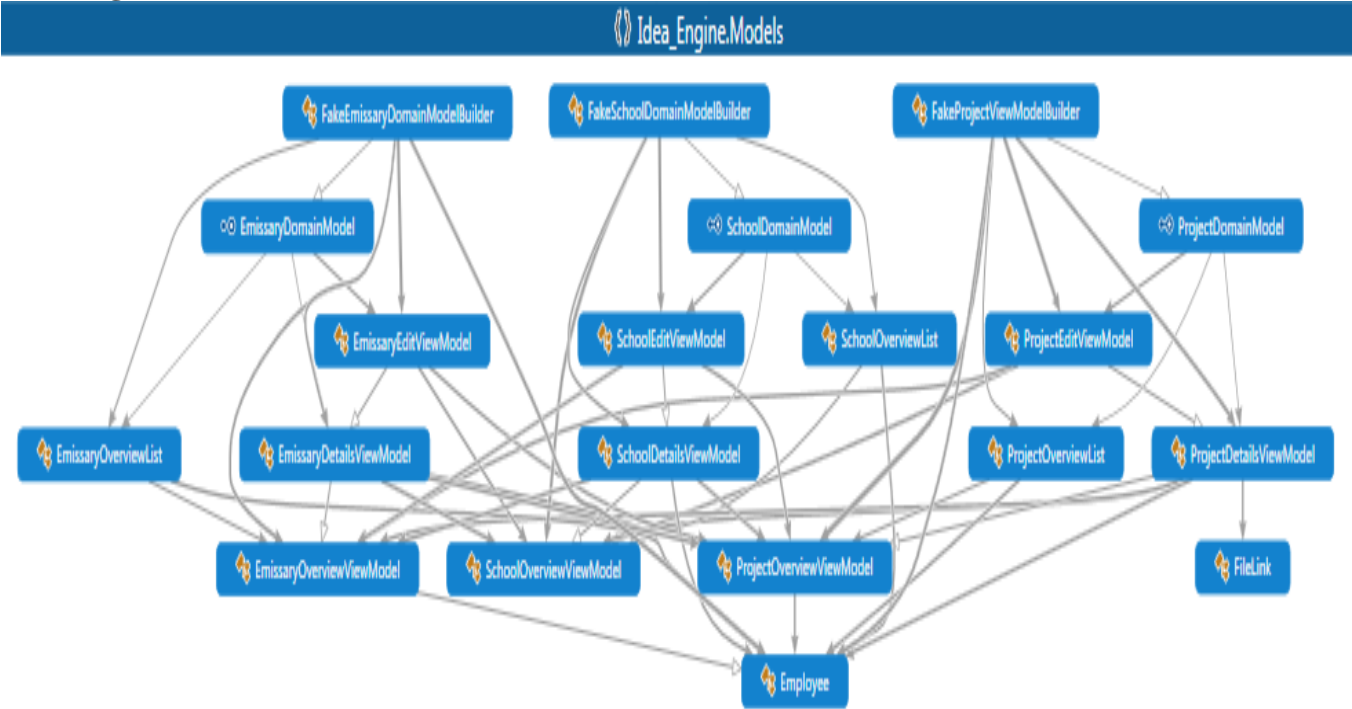 Idea_Engine.Models
FakeEmissaryDomainModelBuilder
FakeSchoolDomainModelBuilder
FakeProjectViewModelBuilder
EmissaryDomainModel
SchoolDomainModel
ProjectDomainModel
EmissaryEditViewModel
SchoolEditViewModel
SchoolOverviewList
ProjectEditViewModel
EmissaryOverviewList
EmissaryDetailsViewModel
SchoolDetailsViewModel
ProjectOverviewList
ProjectDetailsViewModel
EmissaryOverviewViewModel
SchoolOverviewViewModel
ProjectOverviewViewModel
FileLink
Employee